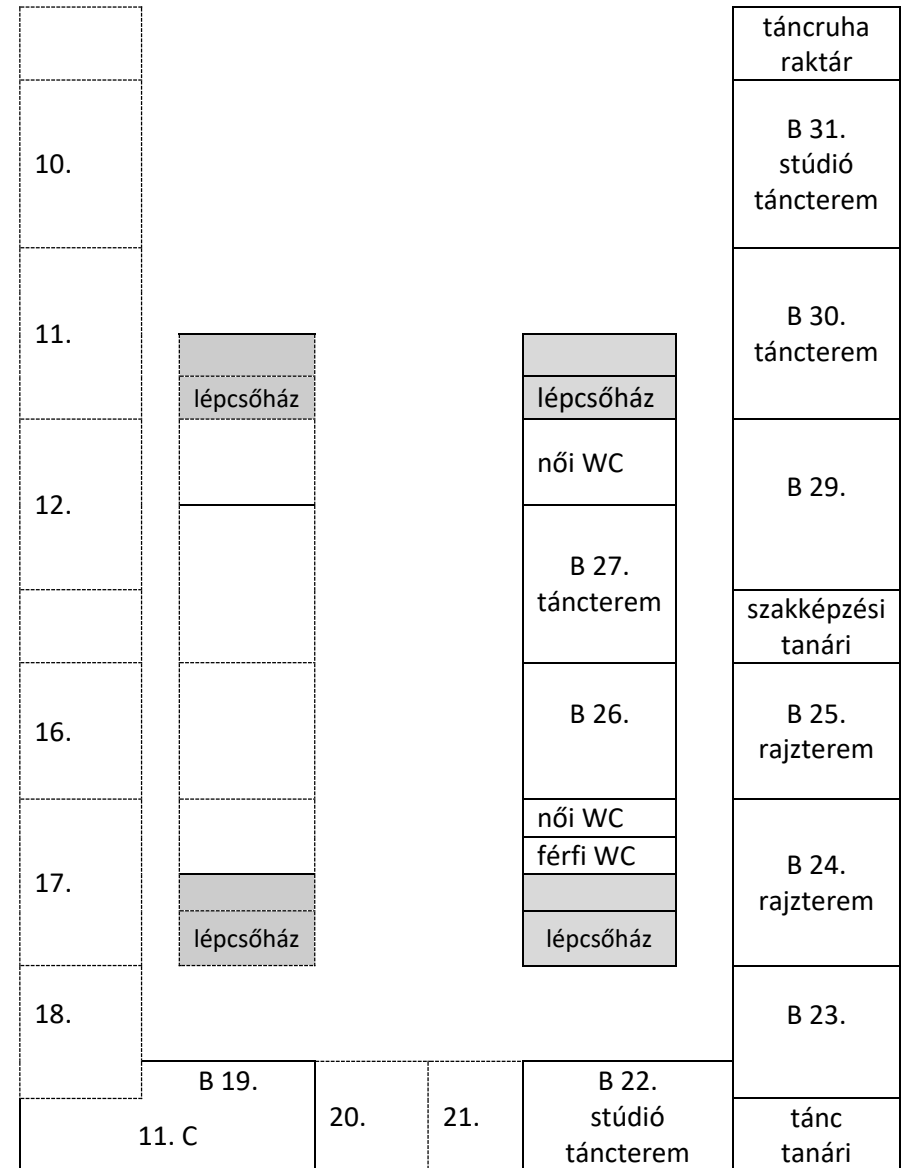 táncruha
raktár
10.
B 31.
stúdió
táncterem
11.
B 30.
táncterem
lépcsőház
lépcsőház
női WC
12.
B 29.
B 27.
táncterem
szakképzési
tanári
16.
B 26.
B 25.
rajzterem
női WC
férfi WC
17.
B 24.
rajzterem
lépcsőház
lépcsőház
18.
B 23.
B 19.
11. C
20.
21.
B 22.
stúdió
táncterem
tánc
tanári